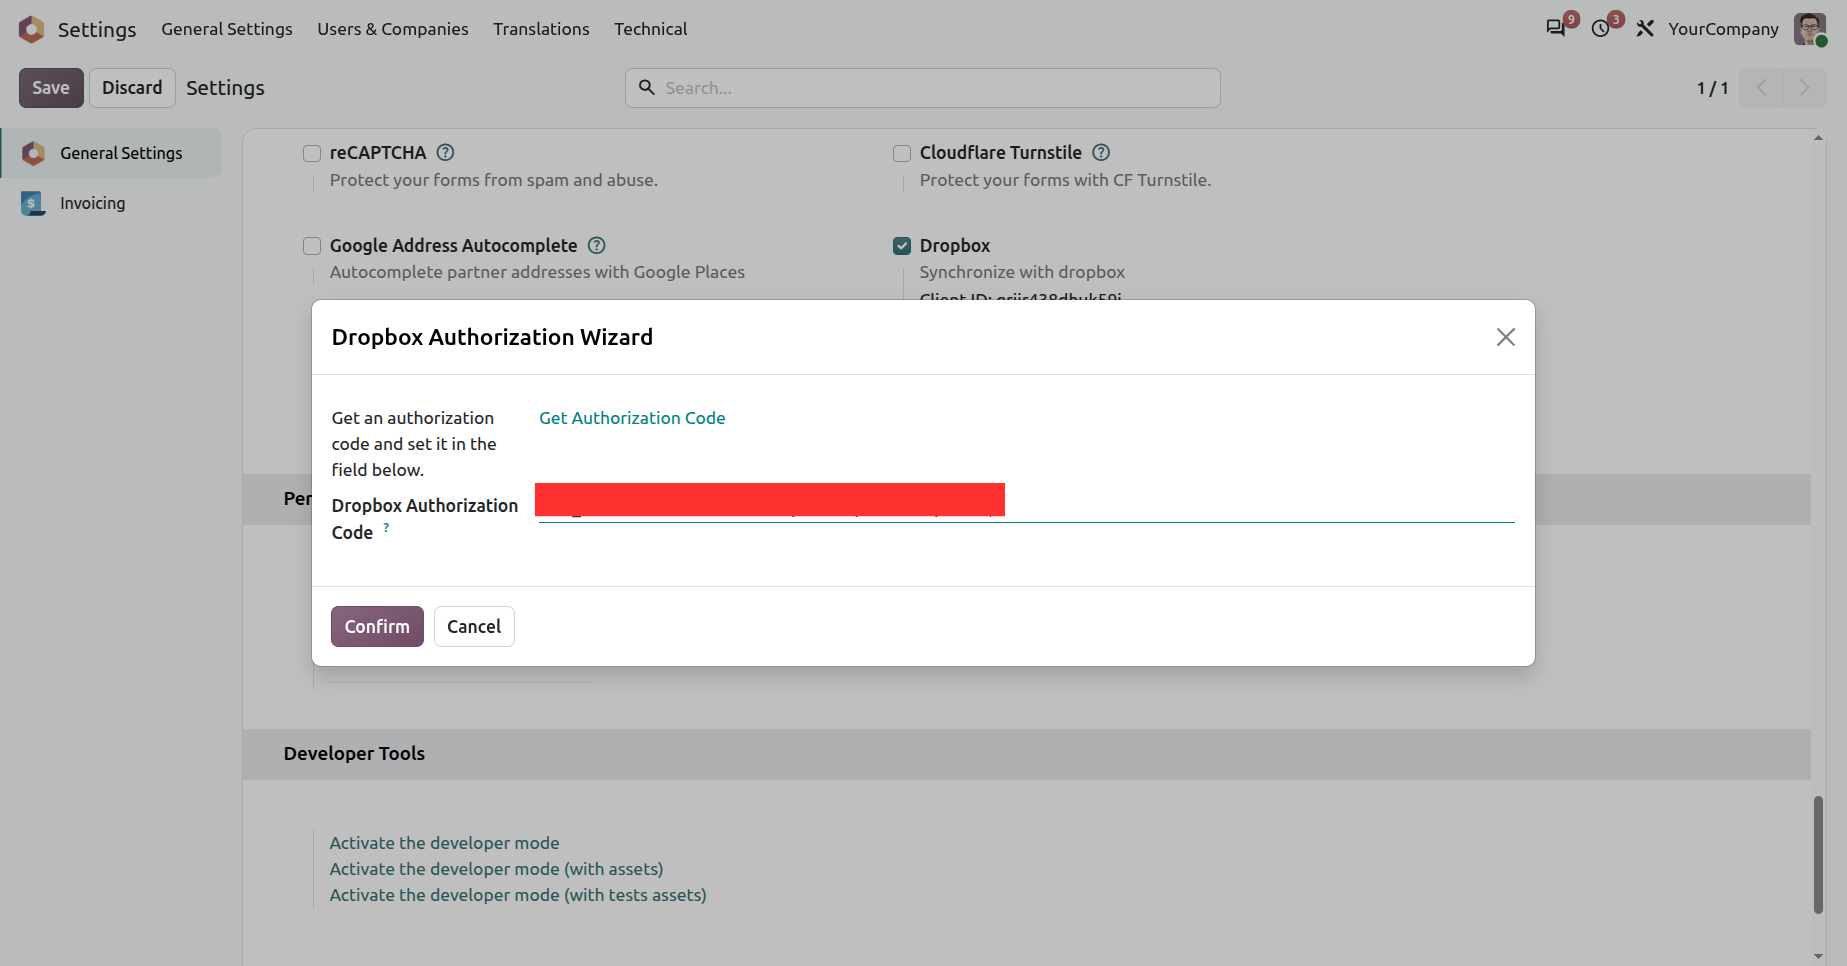 Settings General Settings Users & Companies Translations Technical 9 3 YourCompany
Save Discard Settings Search... 1 / 1
General Settings
Invoicing
reCAPTCHA ? Cloudflare Turnstile ?
Protect your forms from spam and abuse. Protect your forms with CF Turnstile.
Google Address Autocomplete ? Dropbox
Autocomplete partner addresses with Google Places Synchronize with dropbox
Client ID:
Dropbox Authorization Wizard
Get an authorization code and set it in the field below. Get Authorization Code
Dropbox Authorization Code ?
Confirm Cancel
Per
Developer Tools
Activate the developer mode
Activate the developer mode (with assets)
Activate the developer mode (with tests assets)